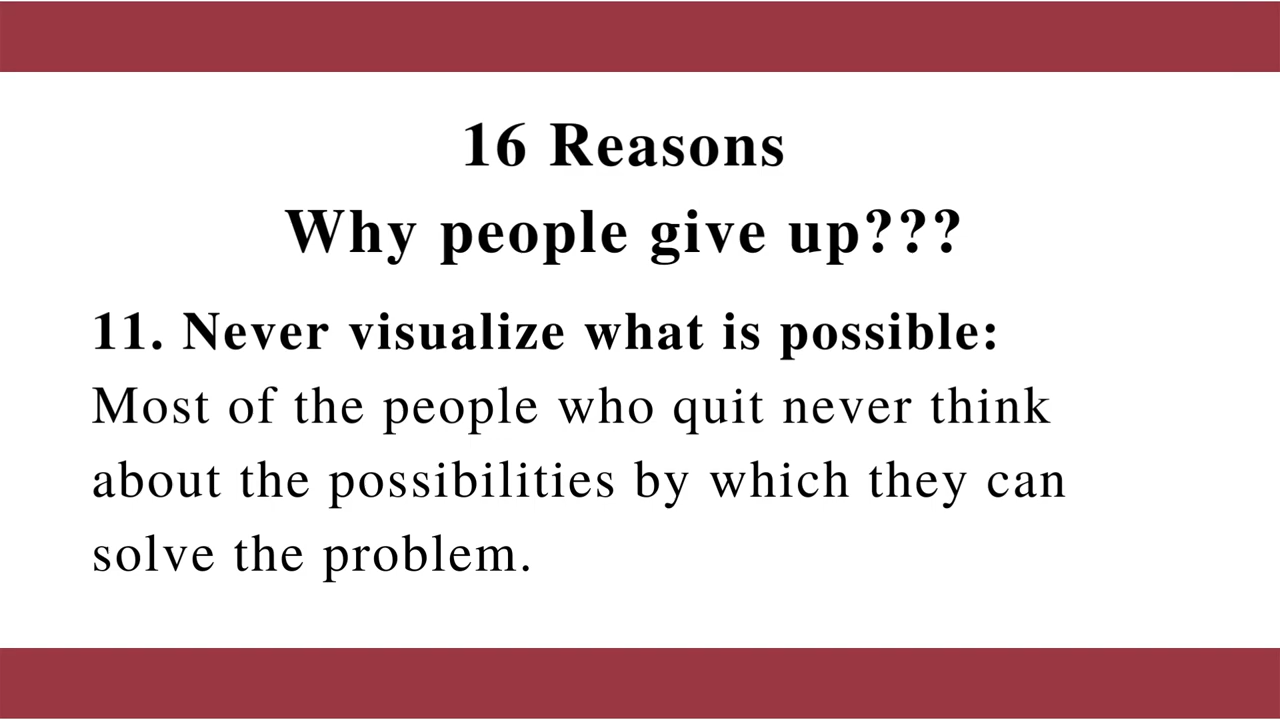 16 Reasons
Why people give up???
11. Never visualize what is possible:
Most of the people who quit never think
about the possibilities by which they can
solve the problem.